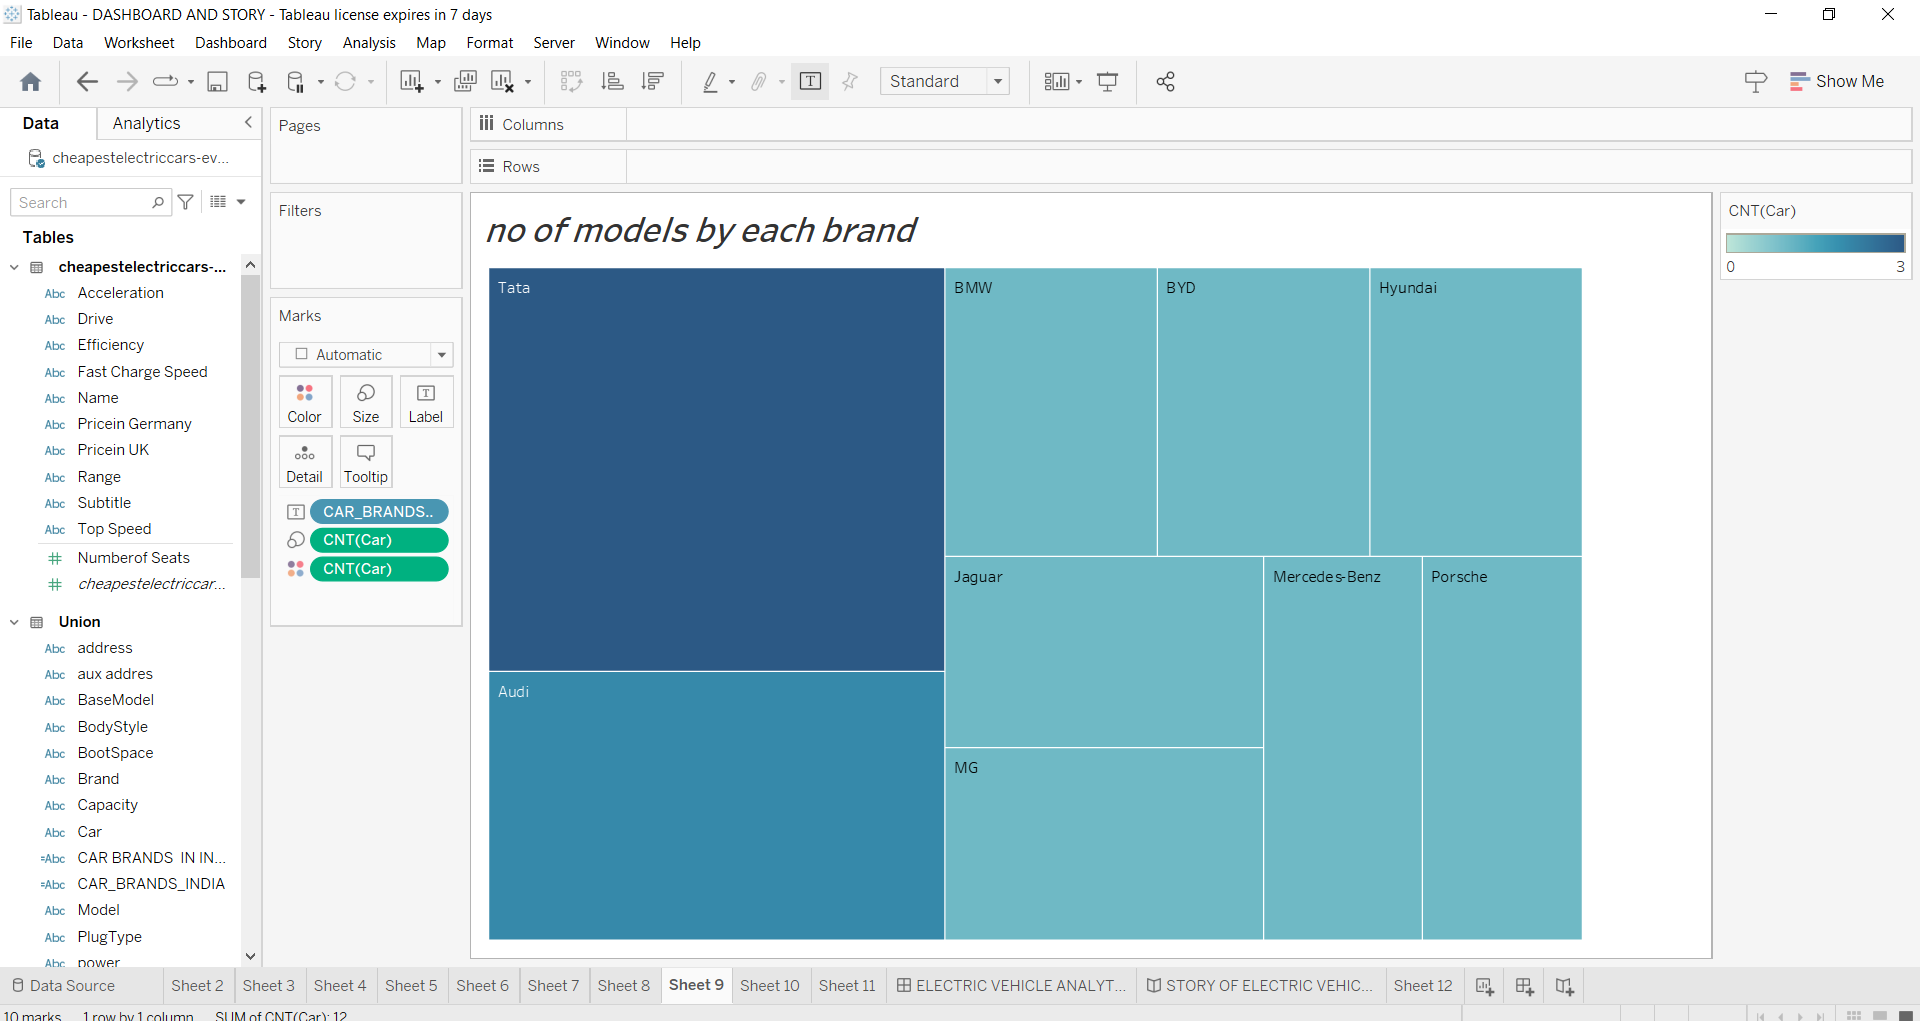 Tableau - DASHBOARD AND STORY - Tableau license expires in 7 days
File Data Worksheet Dashboard Story Analysis Map Format Server Window Help
Standard
Show Me
Data Analytics
cheapestelectriccars-ev...
Search
Tables
cheapestelectriccars-...
Abc Acceleration
Abc Drive
Abc Efficiency
Abc Fast Charge Speed
Abc Name
Abc Pricein Germany
Abc Pricein UK
Abc Range
Abc Subtitle
Abc Top Speed
Numberof Seats
cheapestelectriccar...
Union
Abc address
Abc aux addres
Abc BaseModel
Abc BodyStyle
Abc BootSpace
Abc Brand
Abc Capacity
Abc Car
=Abc CAR BRANDS IN IN...
=Abc CAR_BRANDS_INDIA
Abc Model
Abc PlugType
Abc power
Pages
Filters
Marks
Automatic
Color Size Label
Detail Tooltip
CAR_BRANDS..
CNT(Car)
CNT(Car)
Columns
Rows
no of models by each brand
Tata
BMW
BYD
Hyundai
Audi
Jaguar
Mercedes-Benz
Porsche
MG
CNT(Car)
0 3
Data Source Sheet 2 Sheet 3 Sheet 4 Sheet 5 Sheet 6 Sheet 7 Sheet 8 Sheet 9 Sheet 10 Sheet 11 ELECTRIC VEHICLE ANALYT... STORY OF ELECTRIC VEHIC... Sheet 12
10 marks 1 row by 1 column SUM of CNT(Car): 12